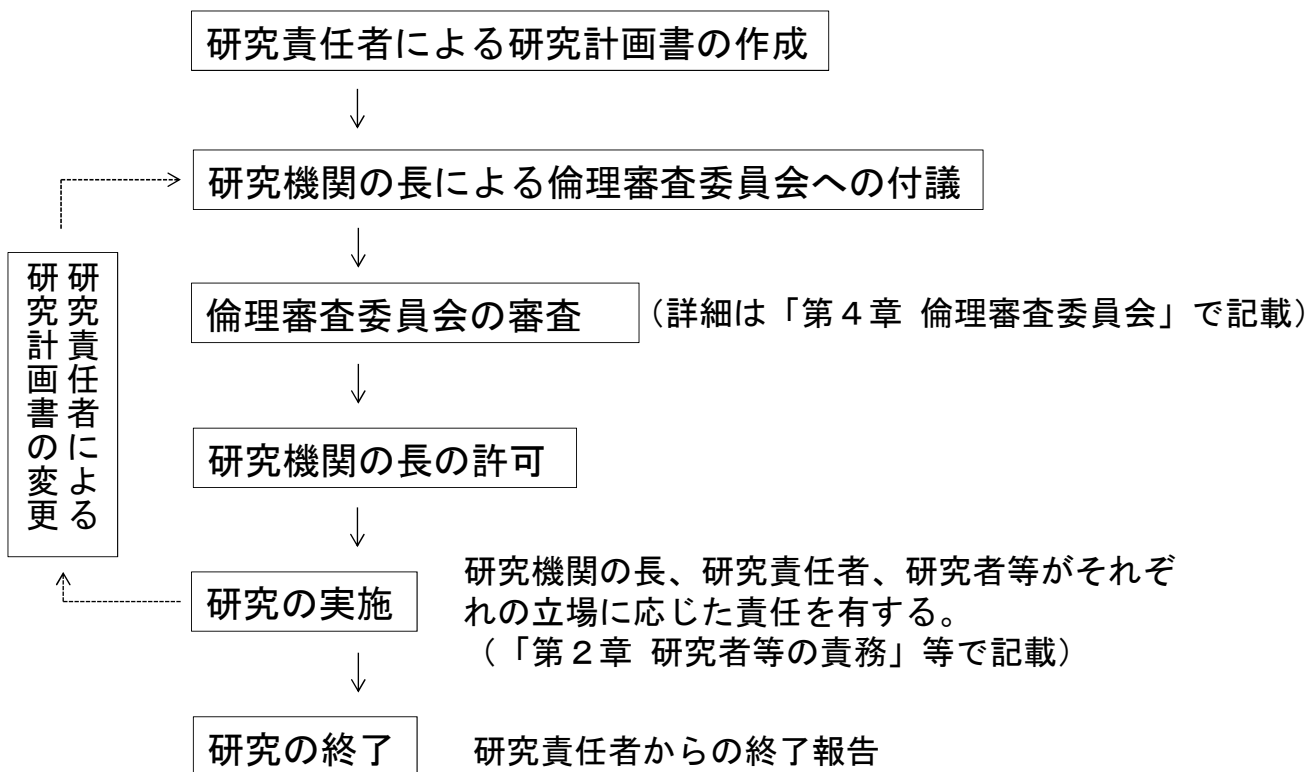 研究責任者による研究計画書の作成
研究機関の長による倫理審査委員会への付議
研究責任者による
研究計画書の変更
倫理審査委員会の審査
(詳細は「第４章 倫理審査委員会」で記載)
研究機関の長の許可
研究の実施
研究機関の長、研究責任者、研究者等がそれぞ
れの立場に応じた責任を有する。
(「第２章 研究者等の責務」等で記載)
研究の終了
研究責任者からの終了報告